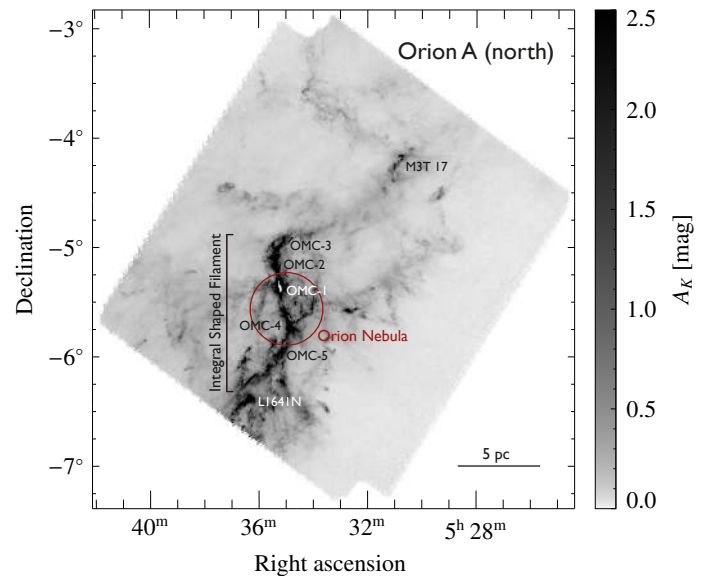 Orion A (north)
M3T 17
OMC-3
OMC-2
OMC-1
OMC-4
Orion Nebula
OMC-5
L1641N
Integral Shaped Filament
5 pc
−3°
−4°
−5°
−6°
−7°
Declination
40ᵐ
36ᵐ
32ᵐ
5ʰ 28ᵐ
Right ascension
2.5
2.0
1.5
1.0
0.5
0.0
A_K [mag]